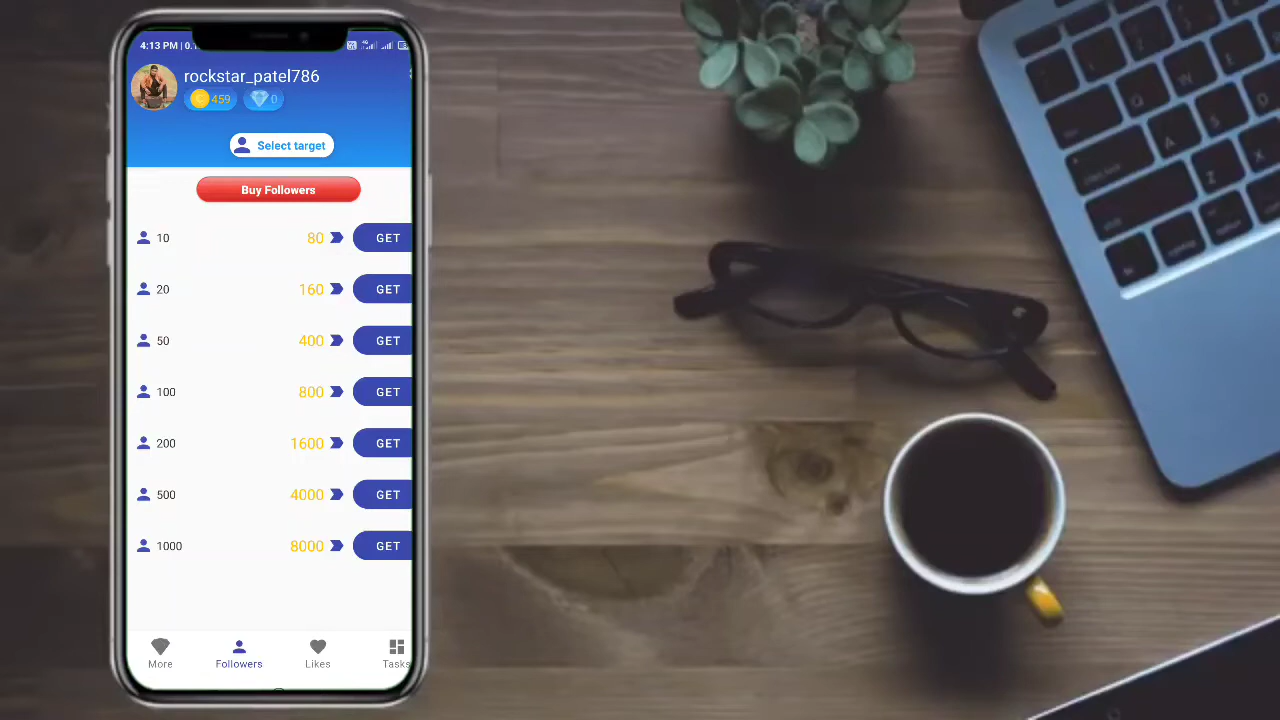 4:13 PM | 0.
rockstar_patel786
459
0
Select target
Buy Followers
10 80 GET
20 160 GET
50 400 GET
100 800 GET
200 1600 GET
500 4000 GET
1000 8000 GET
More Followers Likes Tasks